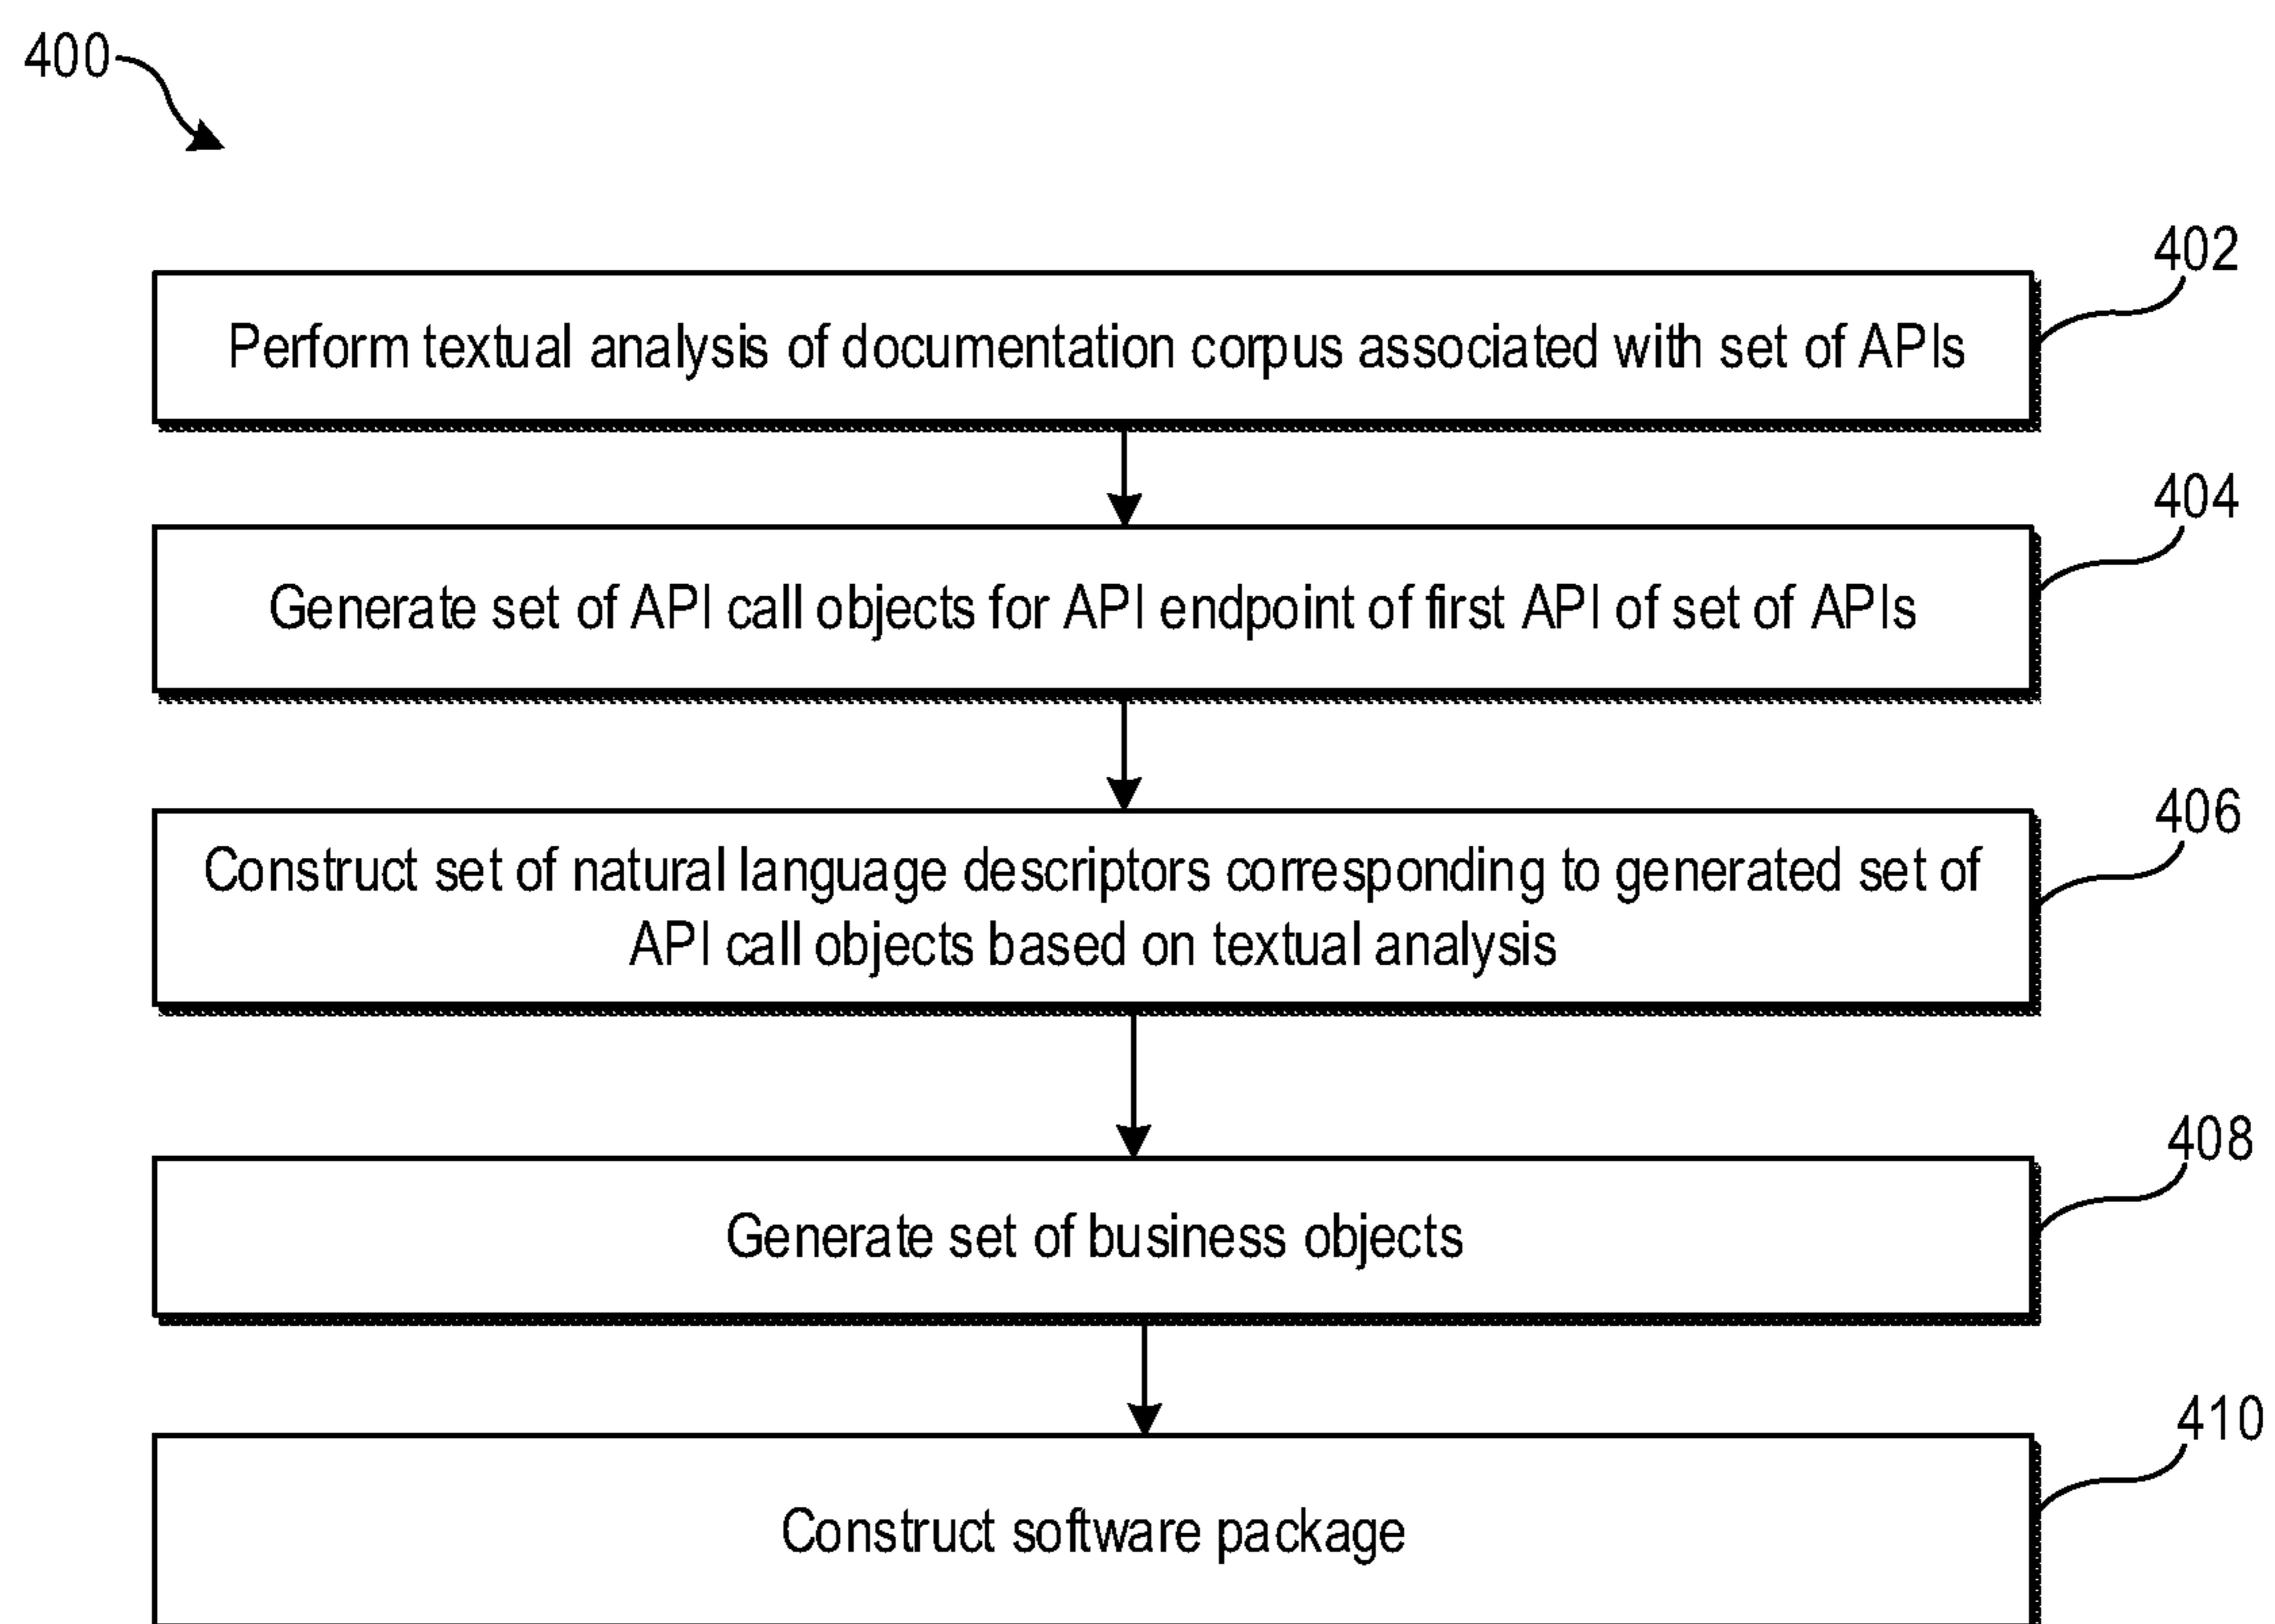 400
402
Perform textual analysis of documentation corpus associated with set of APIs
404
Generate set of API call objects for API endpoint of first API of set of APIs
406
Construct set of natural language descriptors corresponding to generated set of
API call objects based on textual analysis
408
Generate set of business objects
410
Construct software package